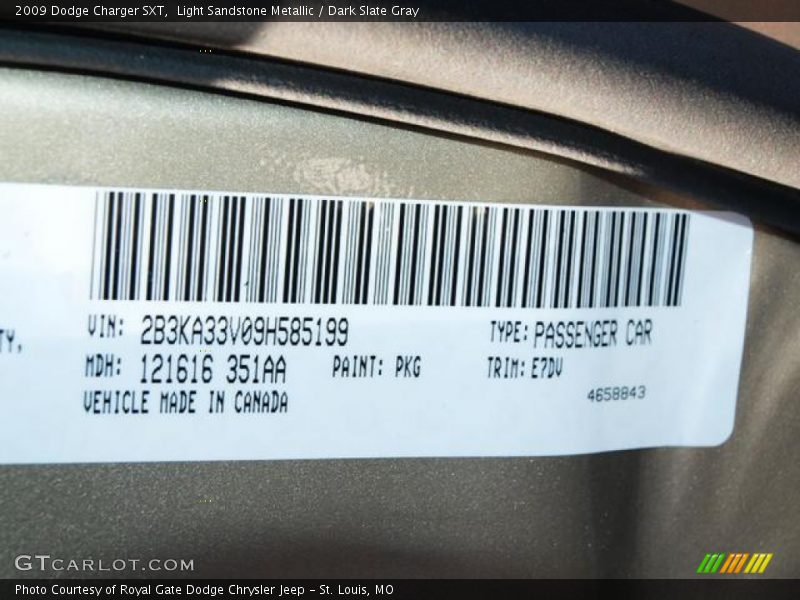 2009 Dodge Charger SXT, Light Sandstone Metallic / Dark Slate Gray
TY,
VIN: 2B3KA33V09H585199 TYPE: PASSENGER CAR
MDH: 121616 351AA PAINT: PKG TRIM: E7DV
VEHICLE MADE IN CANADA 4658843
GTCARLOT.COM
Photo Courtesy of Royal Gate Dodge Chrysler Jeep – St. Louis, MO